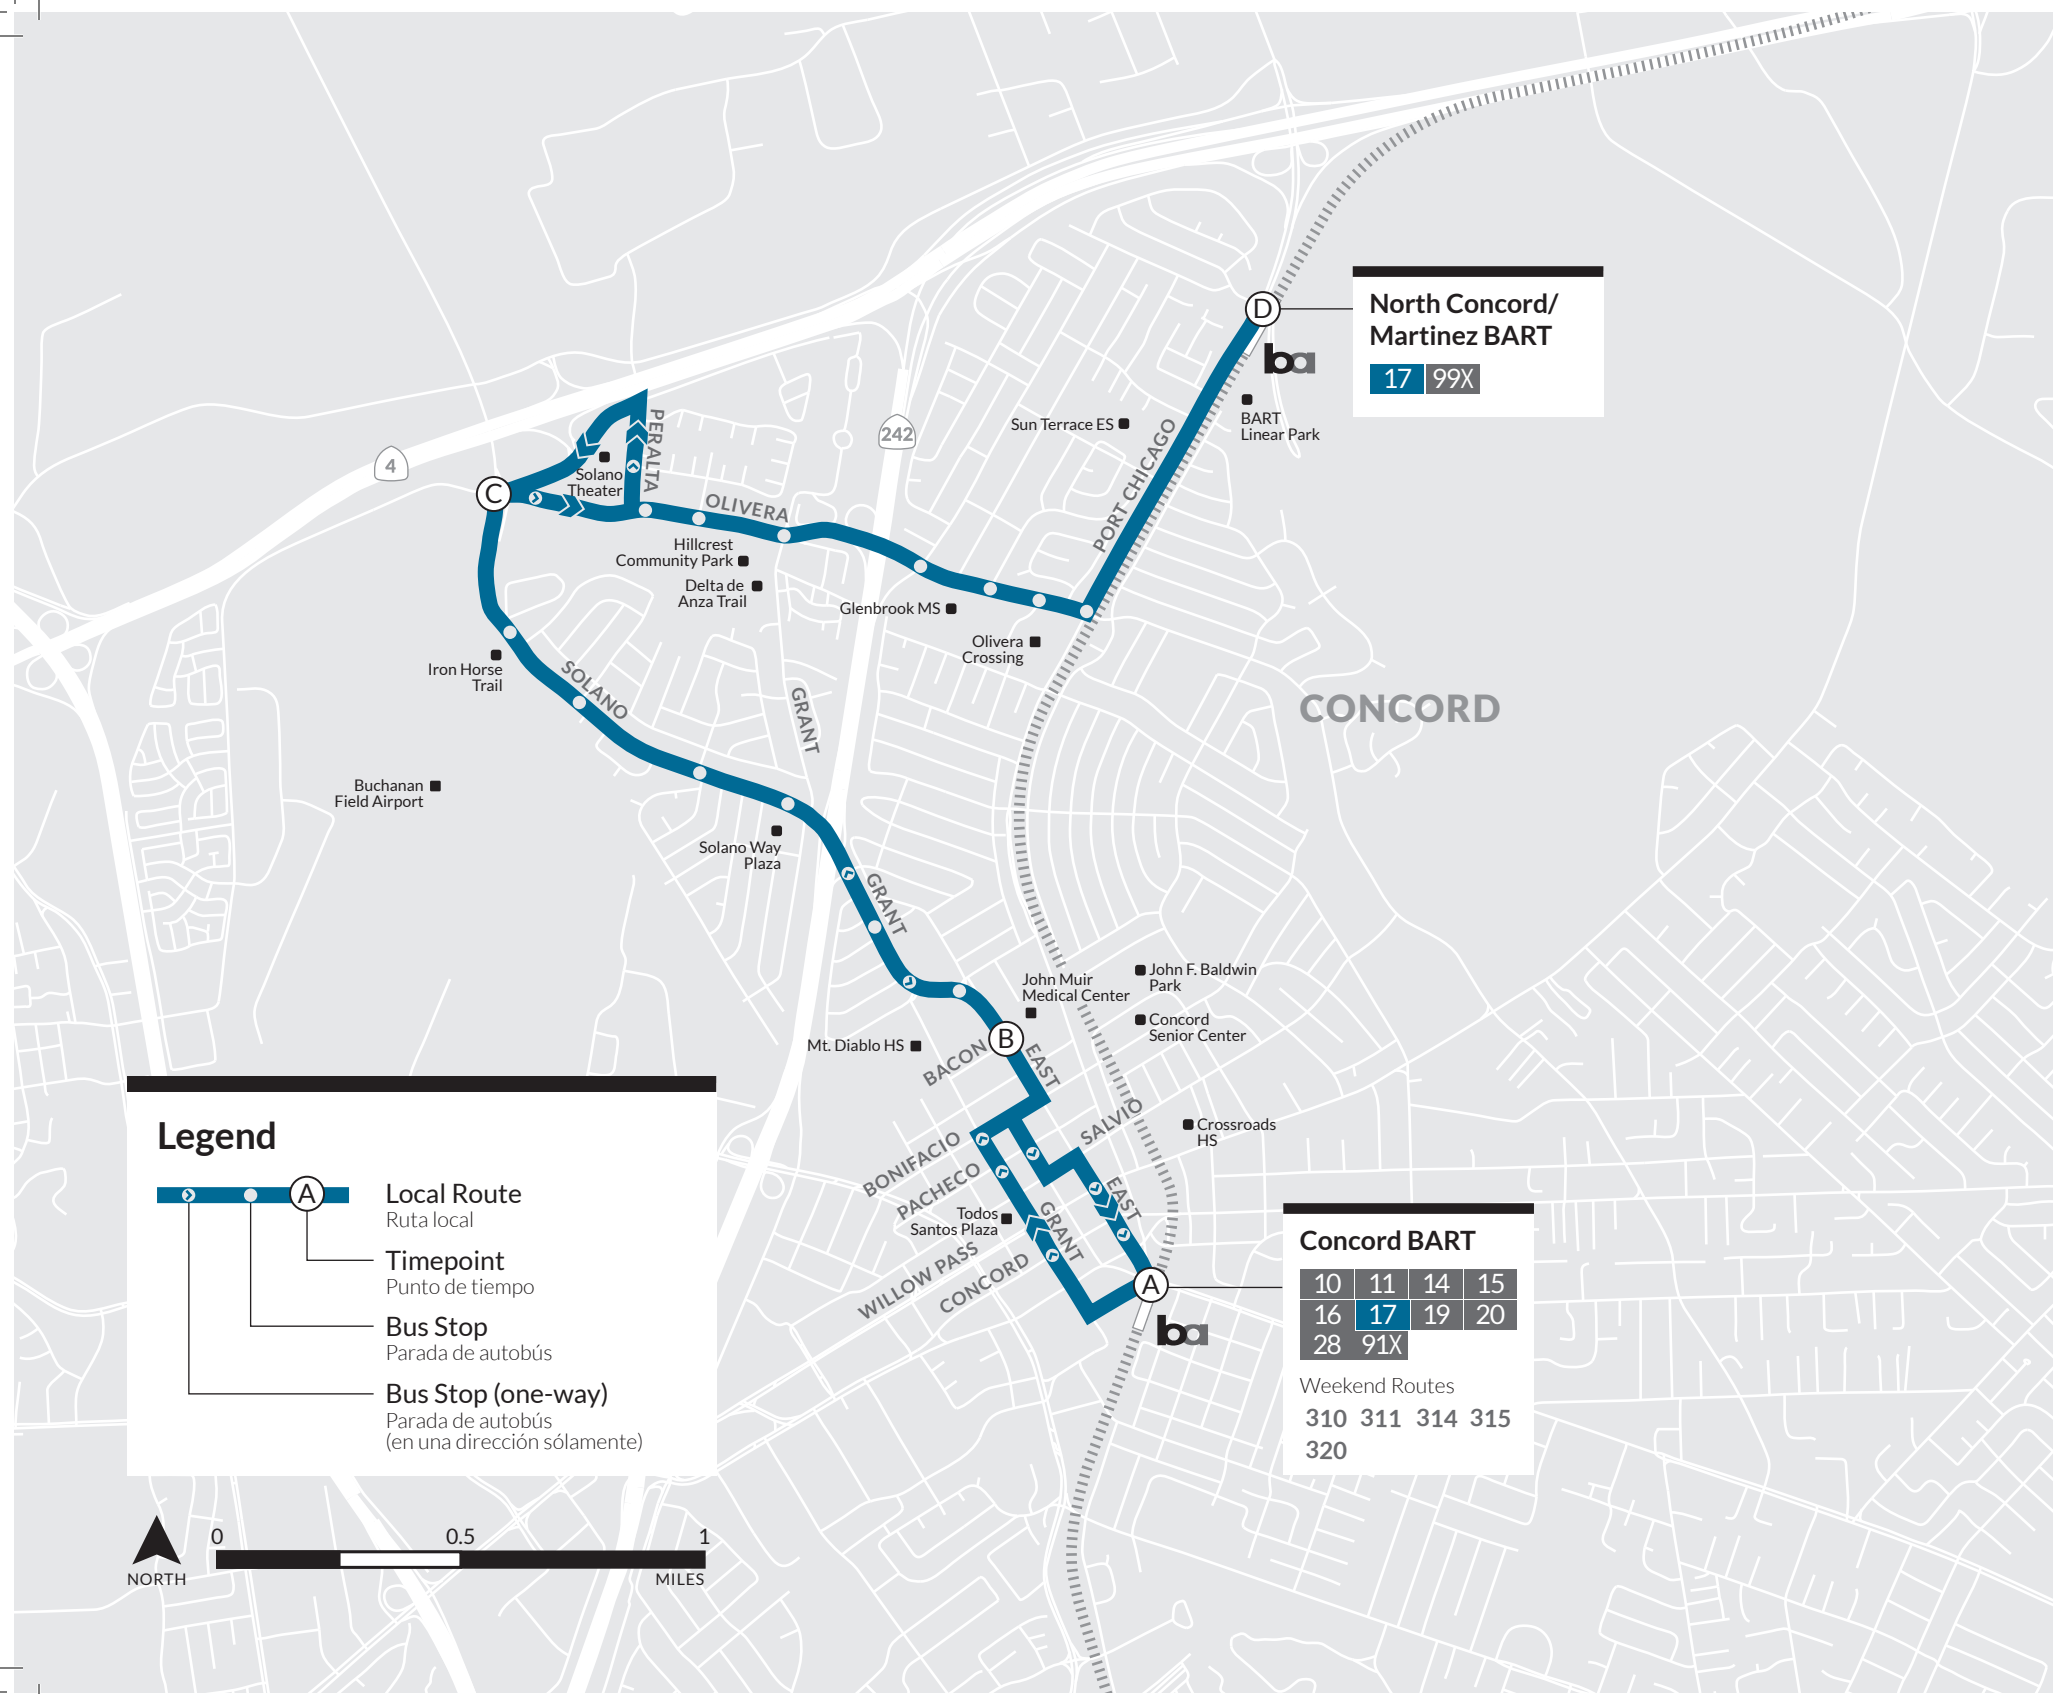 D
North Concord/
Martinez BART
17 99X
ba
BART
Linear Park
Sun Terrace ES
PORT CHICAGO
242
4
PERALTA
Solano
Theater
C
OLIVERA
Hillcrest
Community Park
Delta de
Anza Trail
Glenbrook MS
Olivera
Crossing
Iron Horse
Trail
SOLANO
GRANT
CONCORD
Buchanan
Field Airport
Solano Way
Plaza
GRANT
John Muir
Medical Center
John F. Baldwin
Park
Concord
Senior Center
Mt. Diablo HS
BACON
B
EAST
SALVIO
Crossroads
HS
BONIFACIO
PACHECO
Todos
Santos Plaza
GRANT
EAST
WILLOW PASS
CONCORD
A
ba
Concord BART
10 11 14 15
16 17 19 20
28 91X
Weekend Routes
310 311 314 315
320
Legend
A
Local Route
Ruta local
Timepoint
Punto de tiempo
Bus Stop
Parada de autobús
Bus Stop (one-way)
Parada de autobús
(en una dirección sólamente)
0 0.5 1
NORTH MILES